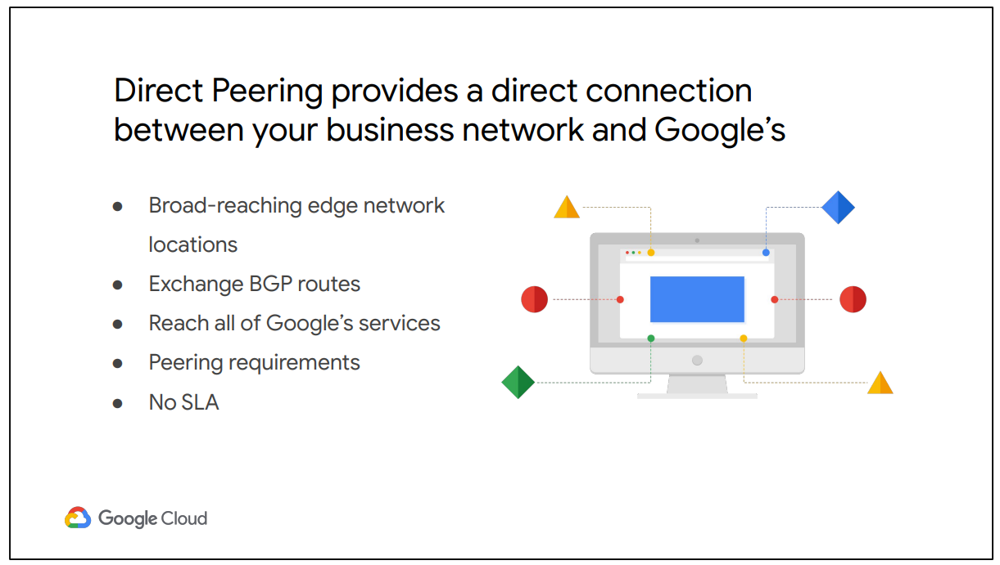 Direct Peering provides a direct connection
between your business network and Google’s
● Broad-reaching edge network
locations
● Exchange BGP routes
● Reach all of Google’s services
● Peering requirements
● No SLA
Google Cloud